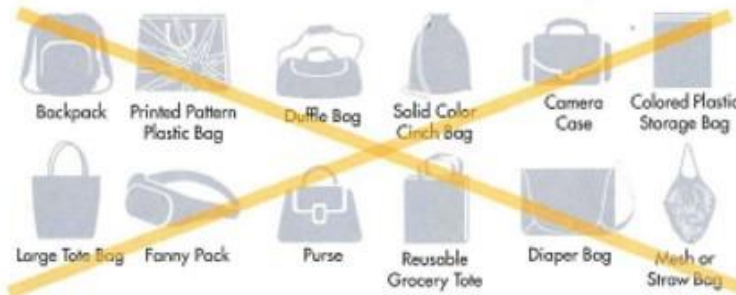 Backpack
Printed Pattern
Plastic Bag
Duffle Bag
Solid Color
Cinch Bag
Camera
Case
Colored Plastic
Storage Bag
Large Tote Bag
Fanny Pack
Purse
Reusable
Grocery Tote
Diaper Bag
Mesh or
Straw Bag